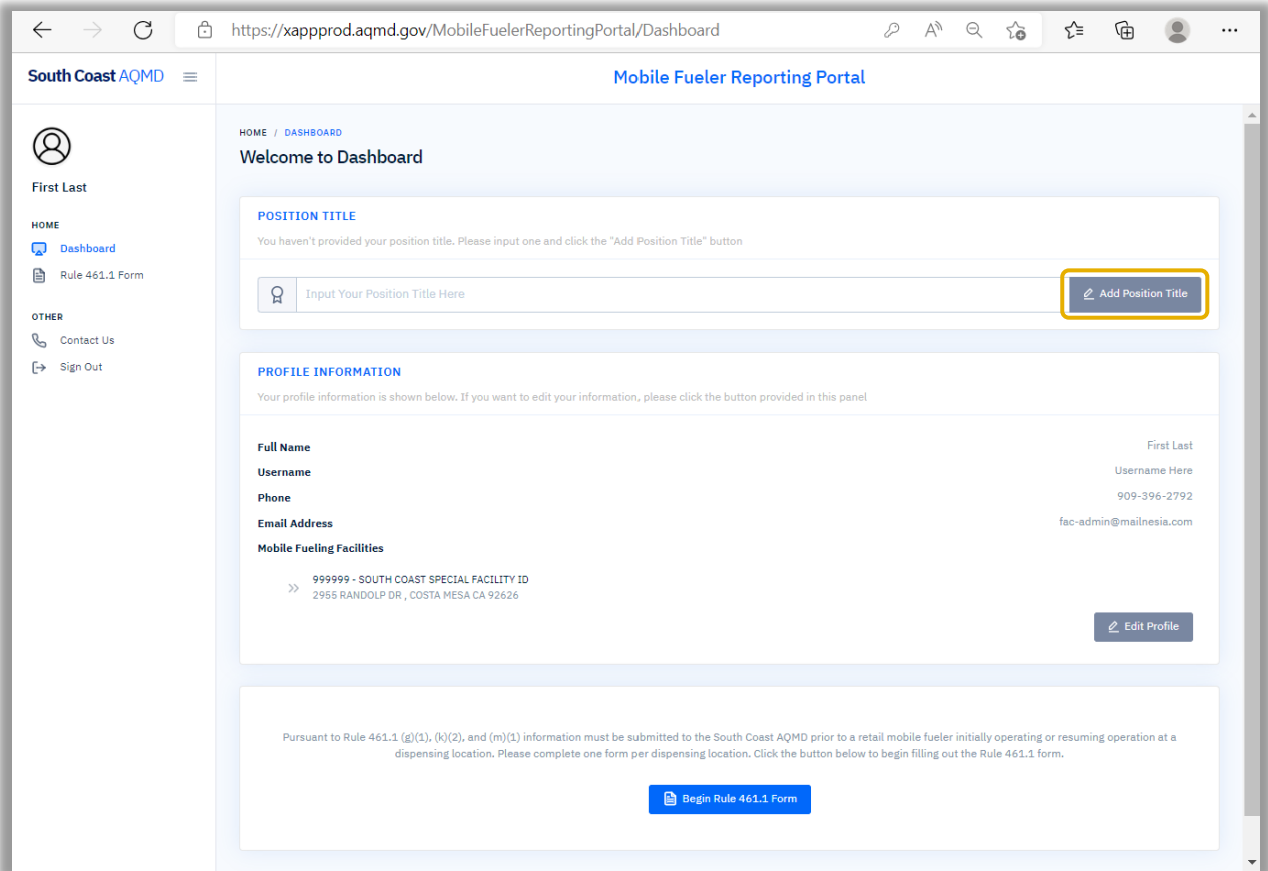 https://xappprod.aqmd.gov/MobileFuelerReportingPortal/Dashboard
South Coast AQMD
Mobile Fueler Reporting Portal
First Last
HOME
Dashboard
Rule 461.1 Form
OTHER
Contact Us
Sign Out
HOME / DASHBOARD
Welcome to Dashboard
POSITION TITLE
You haven't provided your position title. Please input one and click the "Add Position Title" button
Input Your Position Title Here
Add Position Title
PROFILE INFORMATION
Your profile information is shown below. If you want to edit your information, please click the button provided in this panel
Full Name First Last
Username Username Here
Phone 909-396-2792
Email Address fac-admin@mailnesia.com
Mobile Fueling Facilities
999999 - SOUTH COAST SPECIAL FACILITY ID
2955 RANDOLP DR , COSTA MESA CA 92626
Edit Profile
Pursuant to Rule 461.1 (g)(1), (k)(2), and (m)(1) information must be submitted to the South Coast AQMD prior to a retail mobile fueler initially operating or resuming operation at a
dispensing location. Please complete one form per dispensing location. Click the button below to begin filling out the Rule 461.1 form.
Begin Rule 461.1 Form